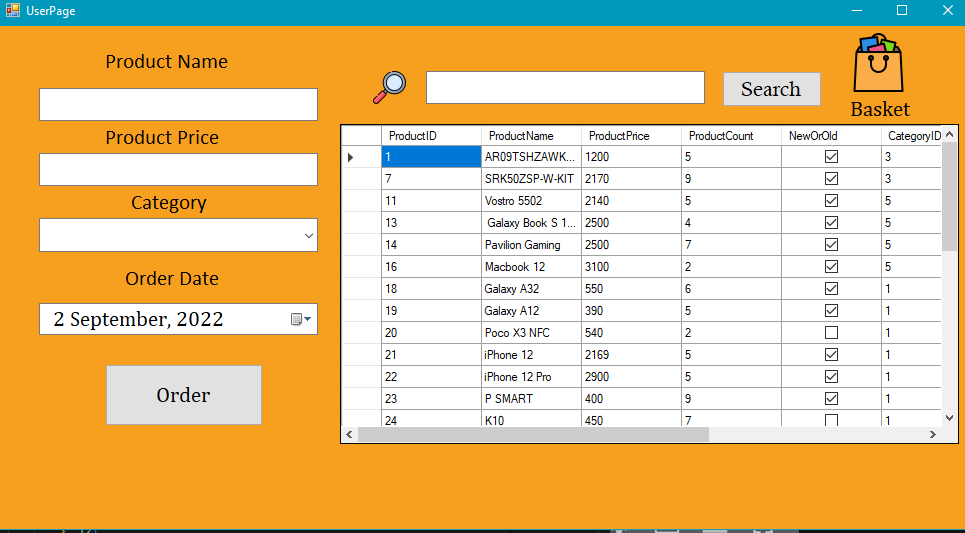 UserPage
Product Name
Product Price
Category
Order Date
2 September, 2022
Order
Search
Basket
ProductID ProductName ProductPrice ProductCount NewOrOld CategoryID
1 AR09TSHZAWK... 1200 5 3
7 SRK50ZSP-W-KIT 2170 9 3
11 Vostro 5502 2140 5 5
13 Galaxy Book S 1... 2500 4 5
14 Pavilion Gaming 2500 7 5
16 Macbook 12 3100 2 5
18 Galaxy A32 550 6 1
19 Galaxy A12 390 5 1
20 Poco X3 NFC 540 2 1
21 iPhone 12 2169 5 1
22 iPhone 12 Pro 2900 5 1
23 P SMART 400 9 1
24 K10 450 7 1